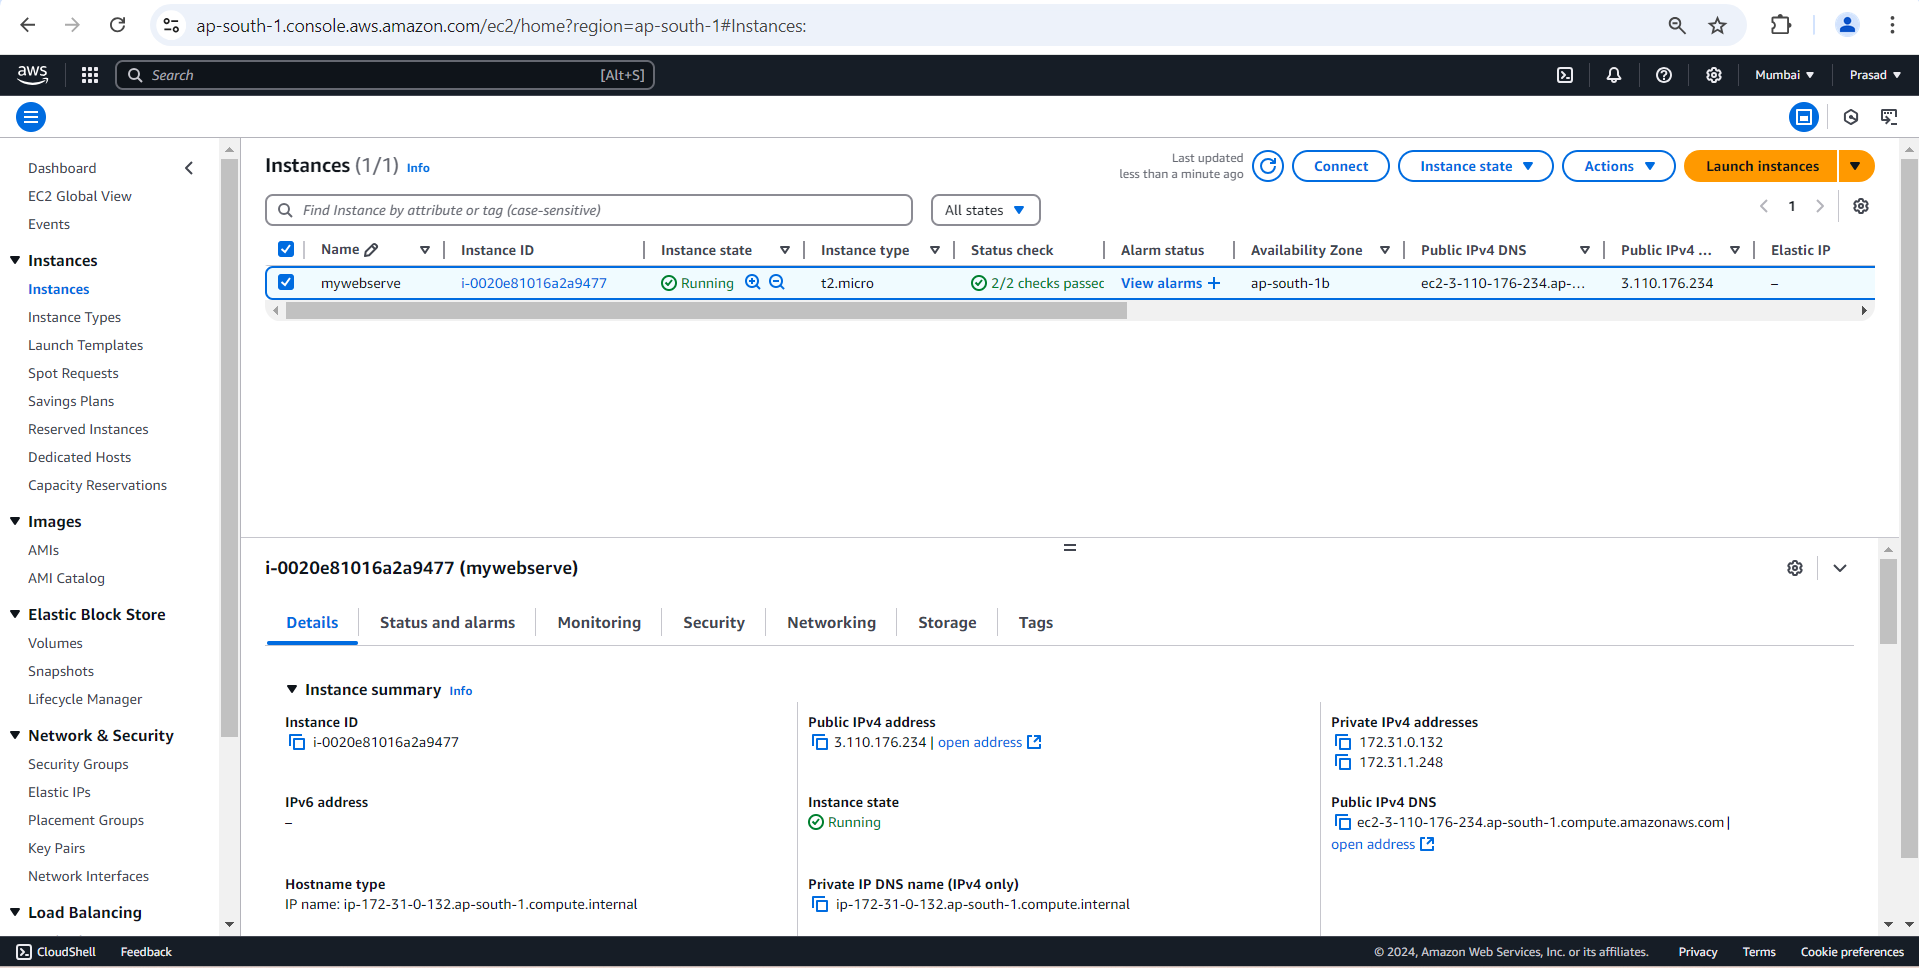 ap-south-1.console.aws.amazon.com/ec2/home?region=ap-south-1#Instances:
aws Search [Alt+S] Mumbai Prasad
Dashboard
EC2 Global View
Events
Instances
Instances
Instance Types
Launch Templates
Spot Requests
Savings Plans
Reserved Instances
Dedicated Hosts
Capacity Reservations
Images
AMIs
AMI Catalog
Elastic Block Store
Volumes
Snapshots
Lifecycle Manager
Network & Security
Security Groups
Elastic IPs
Placement Groups
Key Pairs
Network Interfaces
Load Balancing
Instances (1/1) Info
Last updated
less than a minute ago
Connect Instance state Actions Launch instances
Find Instance by attribute or tag (case-sensitive) All states 1
Name Instance ID Instance state Instance type Status check Alarm status Availability Zone Public IPv4 DNS Public IPv4 ... Elastic IP
mywebserve i-0020e81016a2a9477 Running t2.micro 2/2 checks passec View alarms + ap-south-1b ec2-3-110-176-234.ap-... 3.110.176.234 –
i-0020e81016a2a9477 (mywebserve)
Details Status and alarms Monitoring Security Networking Storage Tags
Instance summary Info
Instance ID
i-0020e81016a2a9477
Public IPv4 address
3.110.176.234 | open address
Private IPv4 addresses
172.31.0.132
172.31.1.248
IPv6 address
–
Instance state
Running
Public IPv4 DNS
ec2-3-110-176-234.ap-south-1.compute.amazonaws.com |
open address
Hostname type
IP name: ip-172-31-0-132.ap-south-1.compute.internal
Private IP DNS name (IPv4 only)
ip-172-31-0-132.ap-south-1.compute.internal
CloudShell Feedback © 2024, Amazon Web Services, Inc. or its affiliates. Privacy Terms Cookie preferences